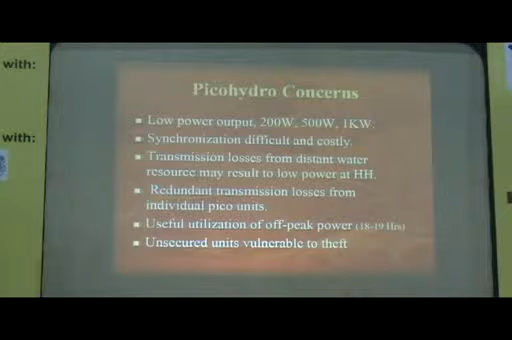 with:
with:
Picohydro Concerns
Low power output, 200W, 500W, 1KW.
Synchronization difficult and costly.
Transmission losses from distant water
resource may result to low power at HH.
Redundant transmission losses from
individual pico units.
Useful utilization of off-peak power (18-19 Hrs)
Unsecured units vulnerable to theft